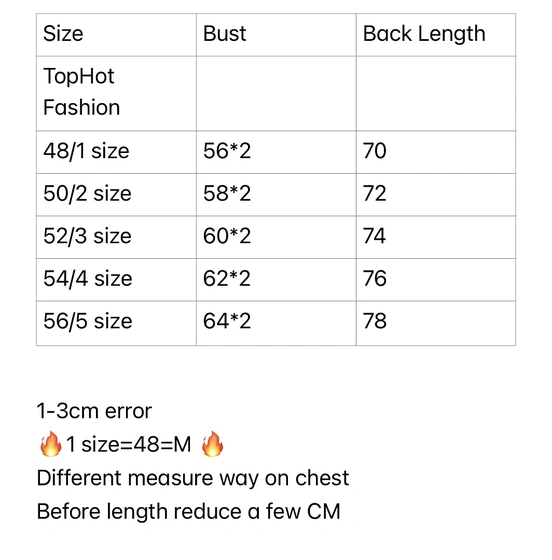 Size Bust Back Length
TopHot
Fashion
48/1 size 56*2 70
50/2 size 58*2 72
52/3 size 60*2 74
54/4 size 62*2 76
56/5 size 64*2 78
1-3cm error
🔥1 size=48=M 🔥
Different measure way on chest
Before length reduce a few CM